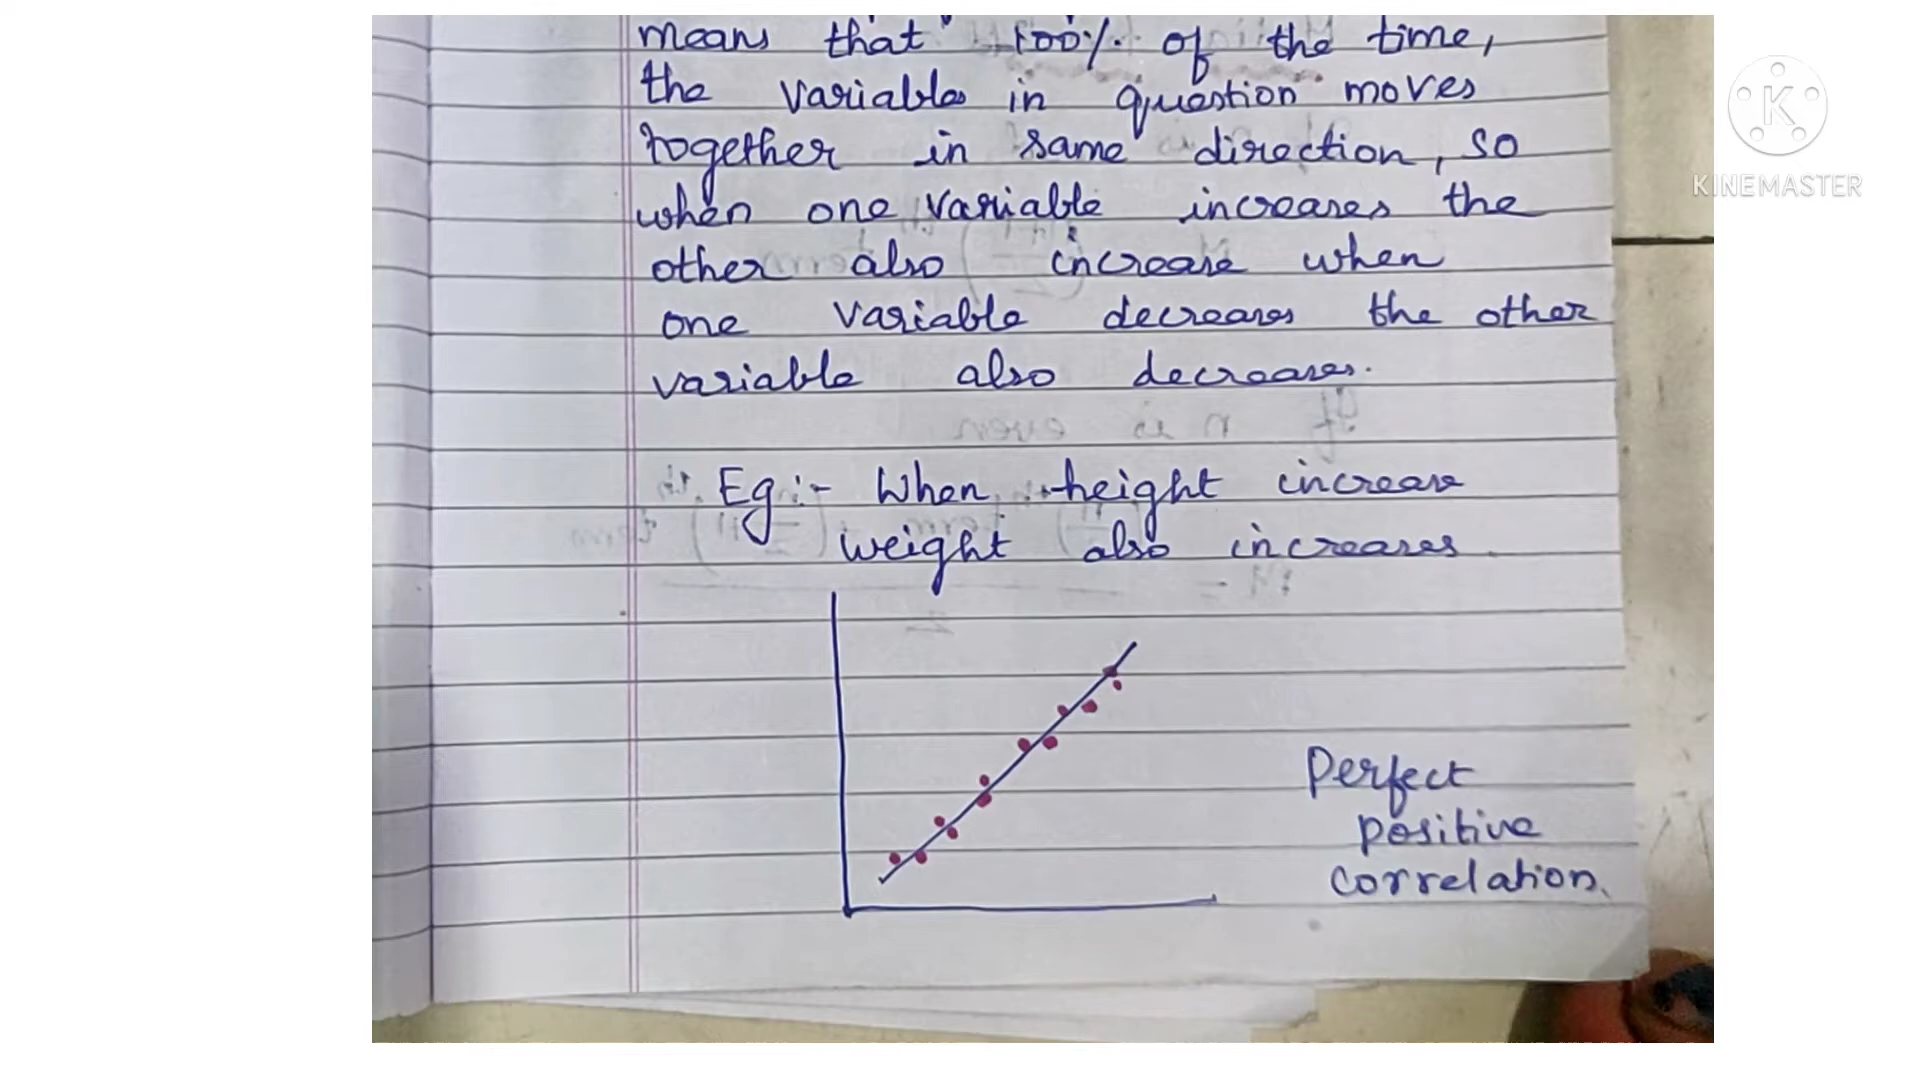 means that 100% of the time,
the variables in question moves
together in same direction, so
when one variable increases the
other also increase when
one variable decreases the other
variable also decreases.
Eg:- When height increase
weight also increases.
Perfect
positive
correlation.
K
KINEMASTER